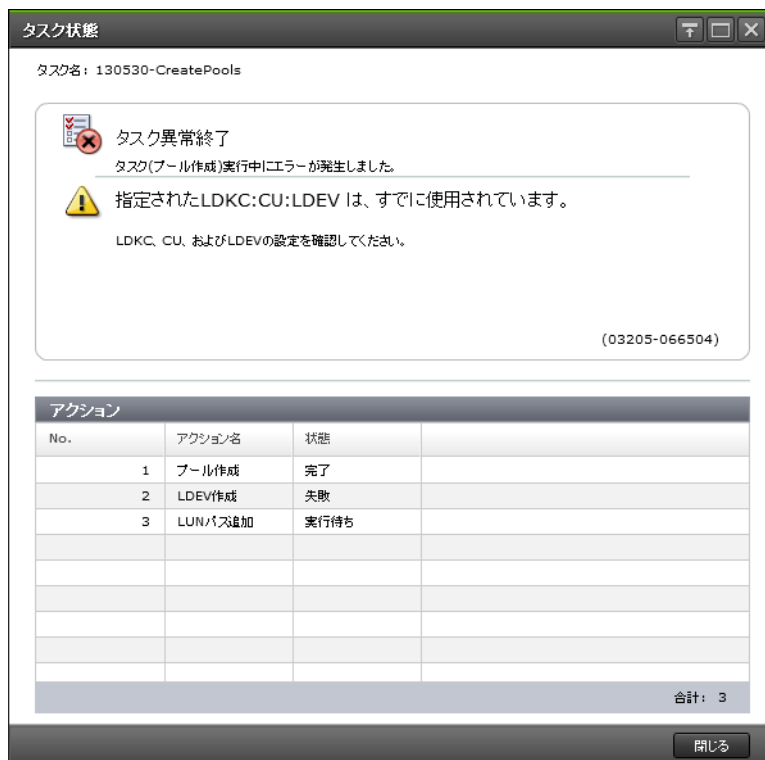 タスク状態
タスク名: 130530-CreatePools
タスク異常終了
タスク(プール作成)実行中にエラーが発生しました。
指定されたLDKC:CU:LDEV は、すでに使用されています。
LDKC、CU、およびLDEVの設定を確認してください。
(03205-066504)
アクション
No. アクション名 状態
1 プール作成 完了
2 LDEV作成 失敗
3 LUNパス追加 実行待ち
合計: 3
閉じる